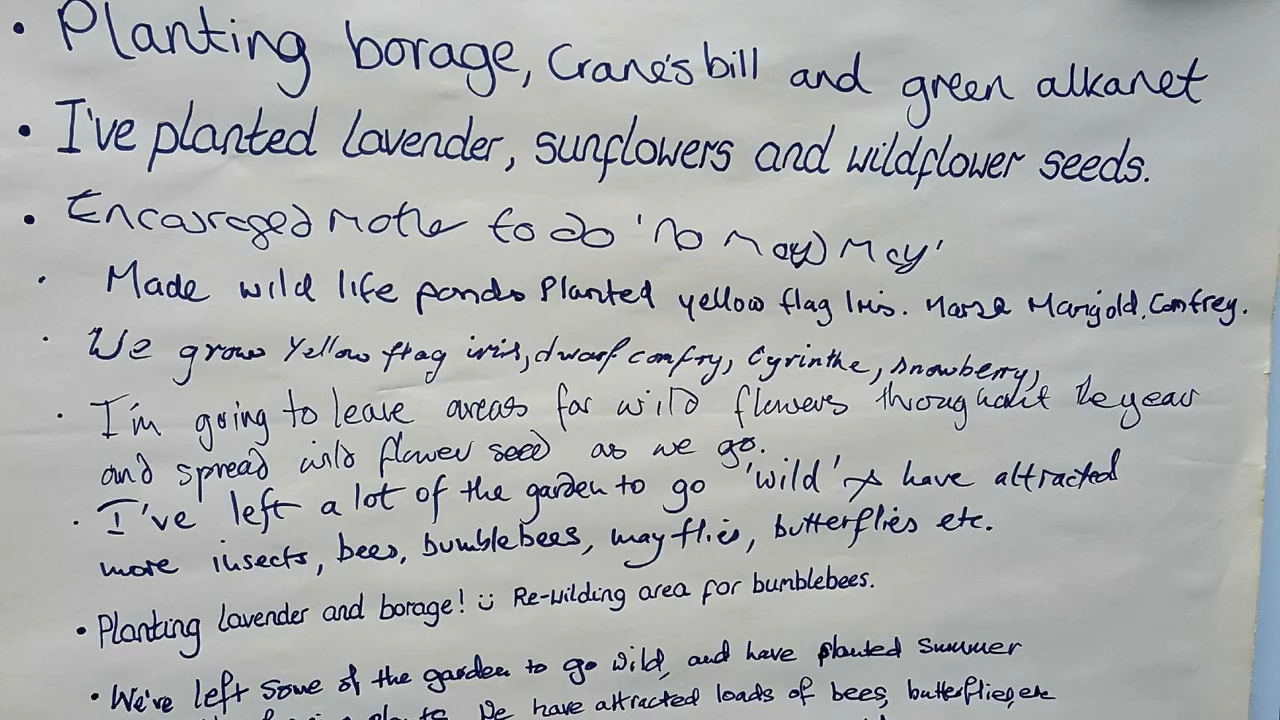 • Planting borage, Crane's bill and green alkanet
• I've planted lavender, sunflowers and wildflower seeds.
• Encouraged mother to do 'no mow May'
• Made wild life ponds Planted yellow flag Iris. Marsh Marigold, Comfrey.
• We grow Yellow flag iris, dwarf comfry, Cyrinthe, snowberry,
• I'm going to leave areas for wild flowers throughout the year
and spread wild flower seed as we go.
• I've left a lot of the garden to go 'wild' + have attracted
more insects, bees, bumblebees, mayflies, butterflies etc.
• Planting lavender and borage! ü Re-wilding area for bumblebees.
• We've left some of the garden to go wild, and have planted Summer
We have attracted loads of bees, butterflies, etc